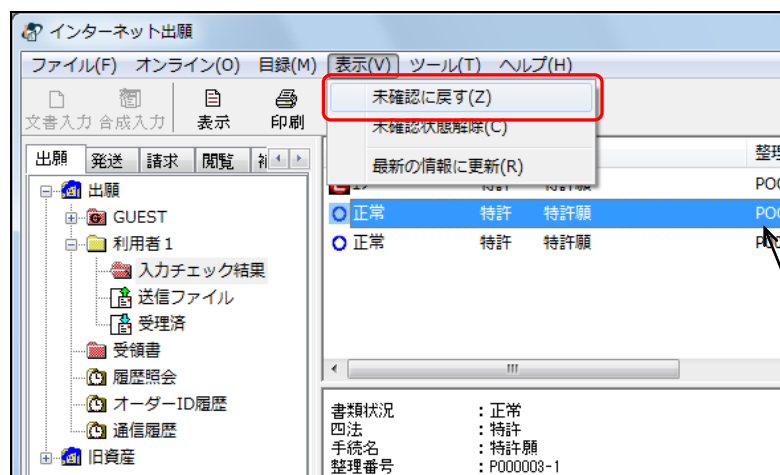 インターネット出願
ファイル(F) オンライン(O) 目録(M) 表示(V) ツール(T) ヘルプ(H)
未確認に戻す(Z)
未確認状態解除(C)
最新の情報に更新(R)
文書入力 合成入力 表示 印刷
出願 発送 請求 閲覧
整理
特許 特許願 P00
正常 特許 特許願 P00
正常 特許 特許願 P00
出願
GUEST
利用者1
入力チェック結果
送信ファイル
受理済
受領書
履歴照会
オーダーID履歴
通信履歴
旧資産
書類状況 :正常
四法 :特許
手続名 :特許願
整理番号 :P000003-1